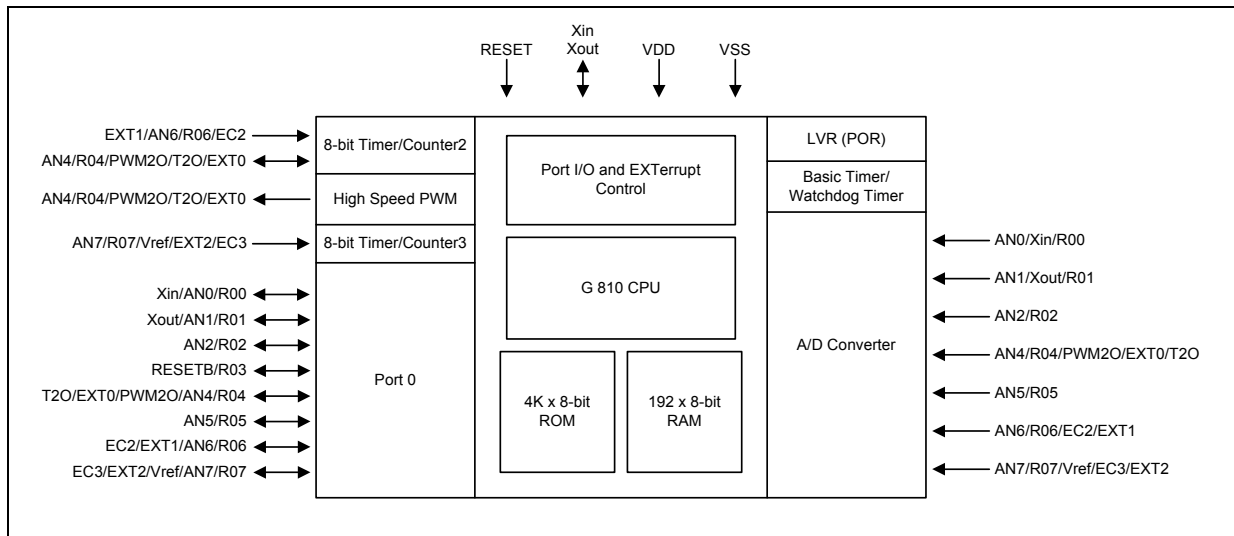 Xin
Xout
RESET
VDD
VSS
EXT1/AN6/R06/EC2
AN4/R04/PWM2O/T2O/EXT0
AN4/R04/PWM2O/T2O/EXT0
AN7/R07/Vref/EXT2/EC3
Xin/AN0/R00
Xout/AN1/R01
AN2/R02
RESETB/R03
T2O/EXT0/PWM2O/AN4/R04
AN5/R05
EC2/EXT1/AN6/R06
EC3/EXT2/Vref/AN7/R07
8-bit Timer/Counter2
High Speed PWM
8-bit Timer/Counter3
Port 0
Port I/O and EXTerrupt
Control
G 810 CPU
4K x 8-bit
ROM
192 x 8-bit
RAM
LVR (POR)
Basic Timer/
Watchdog Timer
A/D Converter
AN0/Xin/R00
AN1/Xout/R01
AN2/R02
AN4/R04/PWM2O/EXT0/T2O
AN5/R05
AN6/R06/EC2/EXT1
AN7/R07/Vref/EC3/EXT2